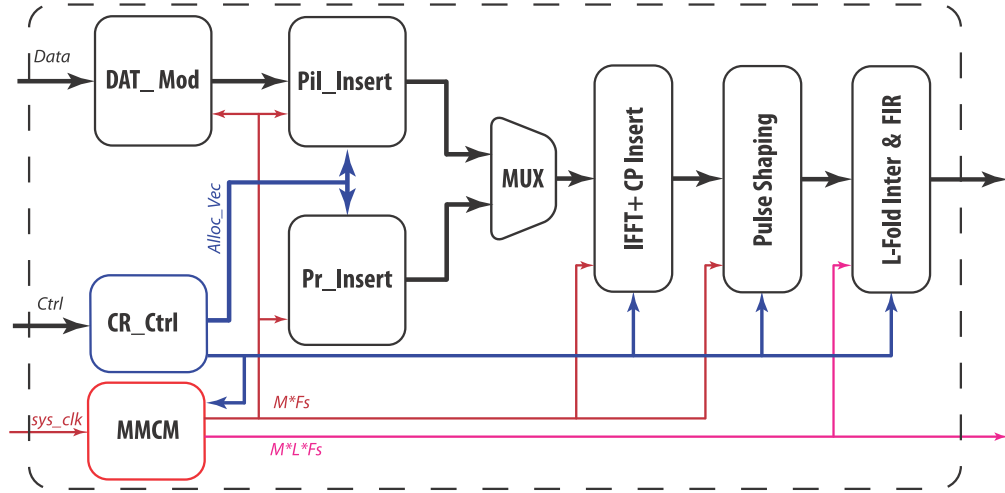 Data
DAT_ Mod
Pil_Insert
MUX
IFFT+ CP Insert
Pulse Shaping
L-Fold Inter & FIR
Alloc_Vec
Pr_Insert
Ctrl
CR_Ctrl
sys_clk
MMCM
M*Fs
M*L*Fs